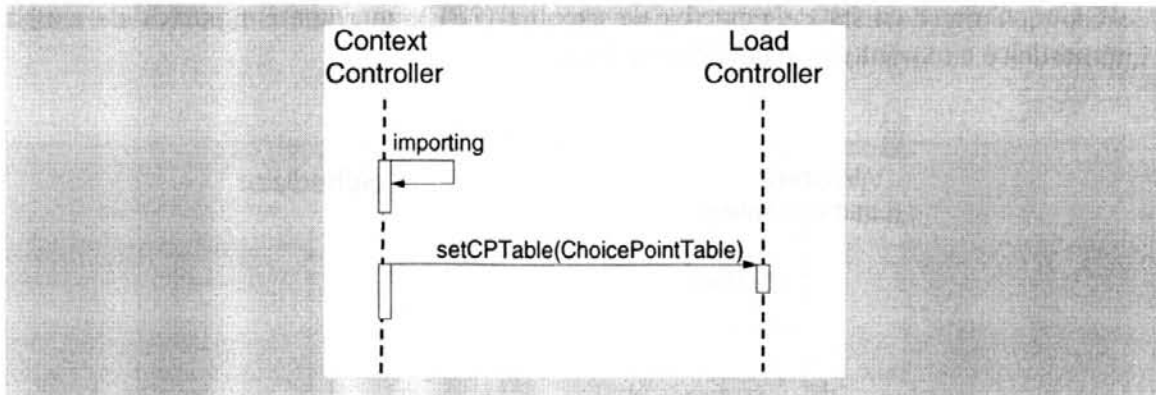 Context
Controller
Load
Controller
importing
setCPTable(ChoicePointTable)